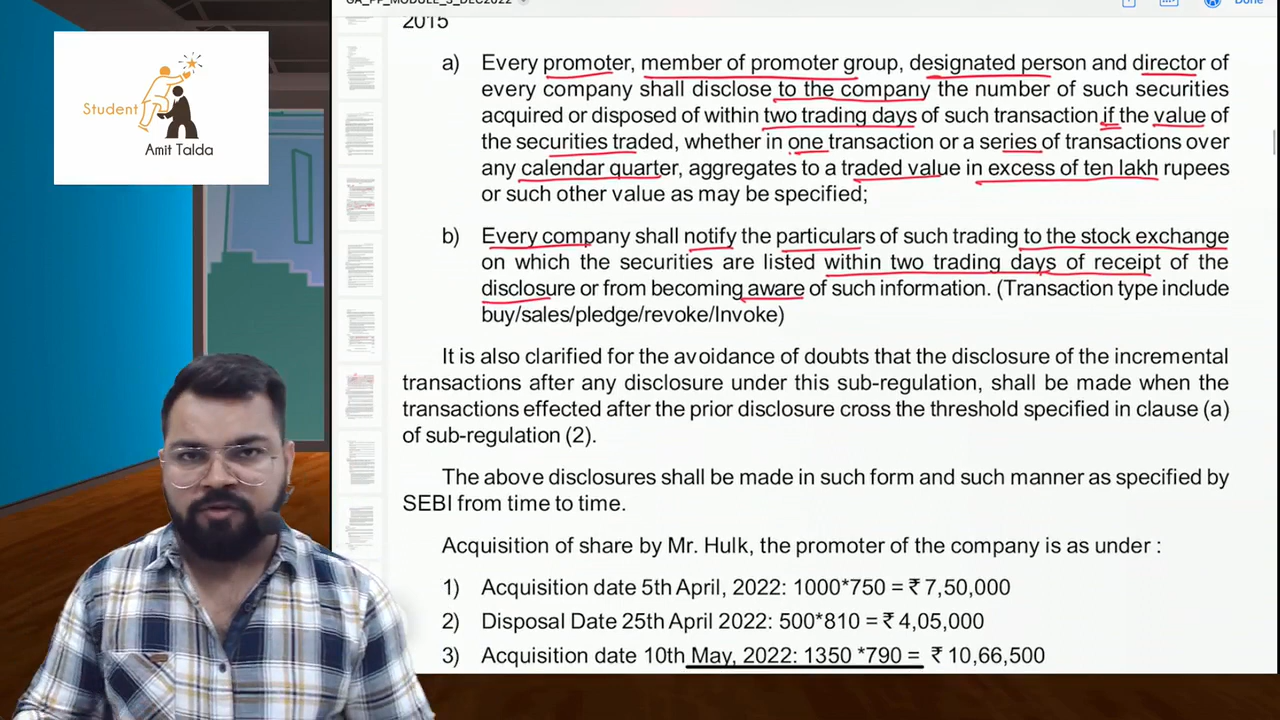 GA_PP_MODULE_3_DEC2022
Done
2015
a) Every promoter, member of promoter group, designated person and director of
every company shall disclose to the company the number of such securities
acquired or disposed of within two trading days of such transaction if the value of
the securities traded, whether in one transaction or a series of transactions over
any calendar quarter, aggregates to a traded value in excess of ten lakh rupees
or such other value as may be specified;
b) Every company shall notify the particulars of such trading to the stock exchange
on which the securities are listed within two trading days of receipt of the
disclosure or from becoming aware of such information. (Transaction type include
buy/sales/pledge/revoke/Invoke)
It is also clarified for the avoidance of doubts that the disclosure of the incremental
transactions after any disclosure under this sub-regulation, shall be made when the
transactions effected after the prior disclosure cross the threshold specified in clause (a)
of sub-regulation (2).
The above disclosures shall be made in such form and such manner as specified by
SEBI from time to time.
Acquisition of share by Mr. Hulk, the promoter of the company is as under :
1) Acquisition date 5th April, 2022: 1000*750 = ₹ 7,50,000
2) Disposal Date 25th April 2022: 500*810 = ₹ 4,05,000
3) Acquisition date 10th May, 2022: 1350 *790 = ₹ 10,66,500
Student
Amit Talda